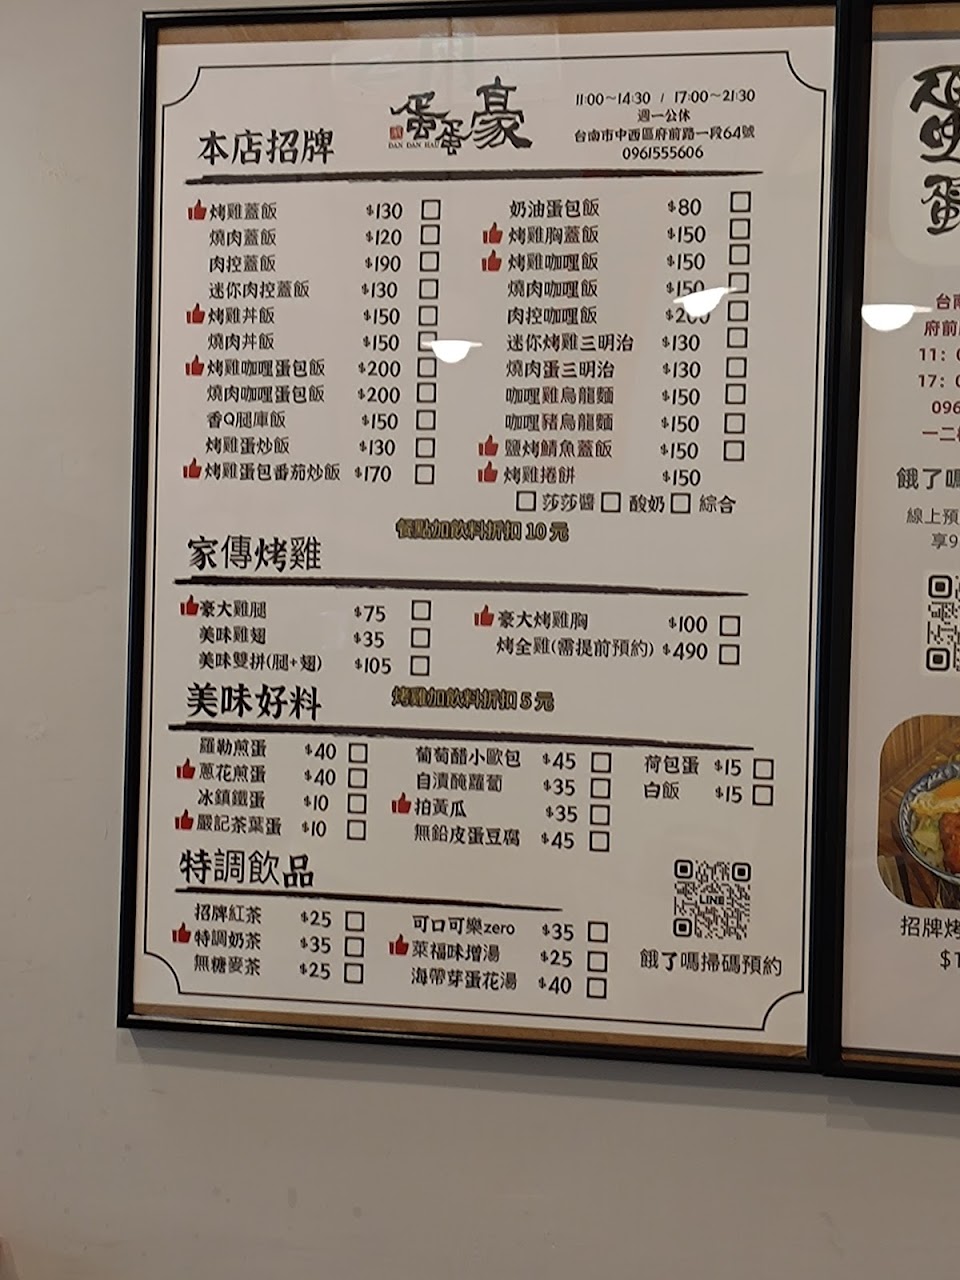 蛋蛋豪
DAN DAN HAO
11:00～14:30 / 17:00～21:30
週一公休
台南市中西區府前路一段64號
0961555606
本店招牌
烤雞蓋飯 $130
燒肉蓋飯 $120
肉控蓋飯 $190
迷你肉控蓋飯 $130
烤雞丼飯 $150
燒肉丼飯 $150
烤雞咖哩蛋包飯 $200
燒肉咖哩蛋包飯 $200
香Q腿庫飯 $150
烤雞蛋炒飯 $130
烤雞蛋包番茄炒飯 $170
奶油蛋包飯 $80
烤雞胸蓋飯 $150
烤雞咖哩飯 $150
燒肉咖哩飯 $150
肉控咖哩飯 $200
迷你烤雞三明治 $130
燒肉蛋三明治 $130
咖哩雞烏龍麵 $150
咖哩豬烏龍麵 $150
鹽烤鯖魚蓋飯 $150
烤雞捲餅 $150
莎莎醬 酸奶 綜合
餐點加飲料折扣 10 元
家傳烤雞
豪大雞腿 $75
美味雞翅 $35
美味雙拼(腿+翅) $105
豪大烤雞胸 $100
烤全雞(需提前預約) $490
烤雞加飲料折扣 5 元
美味好料
羅勒煎蛋 $40
蔥花煎蛋 $40
冰鎮鐵蛋 $10
嚴記茶葉蛋 $10
葡萄醋小歐包 $45
自漬醃蘿蔔 $35
拍黃瓜 $35
無鉛皮蛋豆腐 $45
荷包蛋 $15
白飯 $15
特調飲品
招牌紅茶 $25
特調奶茶 $35
無糖麥茶 $25
可口可樂zero $35
萊福味增湯 $25
海帶芽蛋花湯 $40
LINE
餓了嗎掃碼預約
蛋
台南
府前
11：0
17：0
096
一二
餓了嗎
線上預
享9
招牌烤
$1